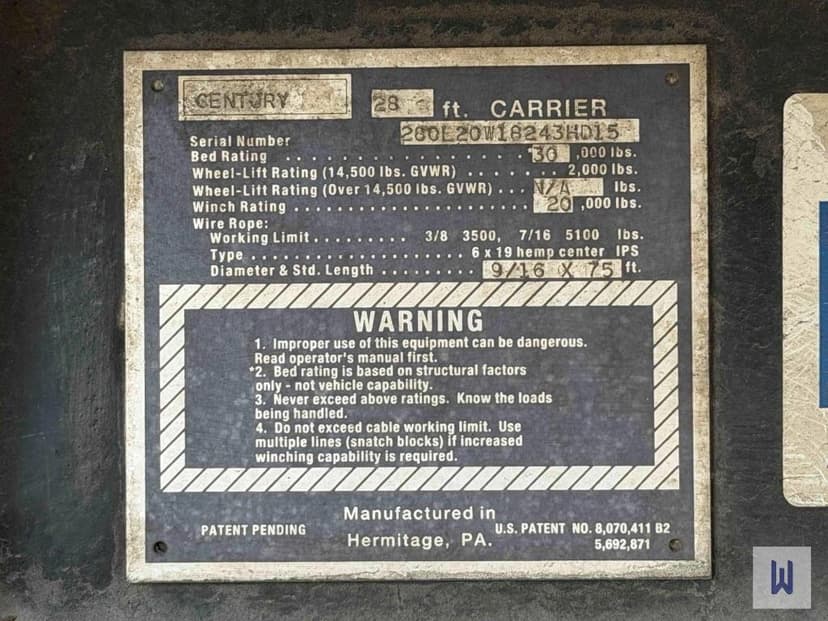 CENTURY 28 ft. CARRIER
Serial Number 280L20W18243HD15
Bed Rating . . . . . . . . . . . . . . . . . . . . *30 ,000 lbs.
Wheel-Lift Rating (14,500 lbs. GVWR) . . . . . . . 2,000 lbs.
Wheel-Lift Rating (Over 14,500 lbs. GVWR) . . . N/A lbs.
Winch Rating . . . . . . . . . . . . . . . . . . . . 20 ,000 lbs.
Wire Rope:
Working Limit . . . . . . . . . 3/8 3500, 7/16 5100 lbs.
Type . . . . . . . . . . . . . . . . . . . . 6 x 19 hemp center IPS
Diameter & Std. Length . . . . . . . . . 9/16 X 75 ft.
WARNING
1. Improper use of this equipment can be dangerous.
Read operator's manual first.
*2. Bed rating is based on structural factors
only - not vehicle capability.
3. Never exceed above ratings. Know the loads
being handled.
4. Do not exceed cable working limit. Use
multiple lines (snatch blocks) if increased
winching capability is required.
Manufactured in
PATENT PENDING U.S. PATENT NO. 8,070,411 B2
Hermitage, PA. 5,692,871
W